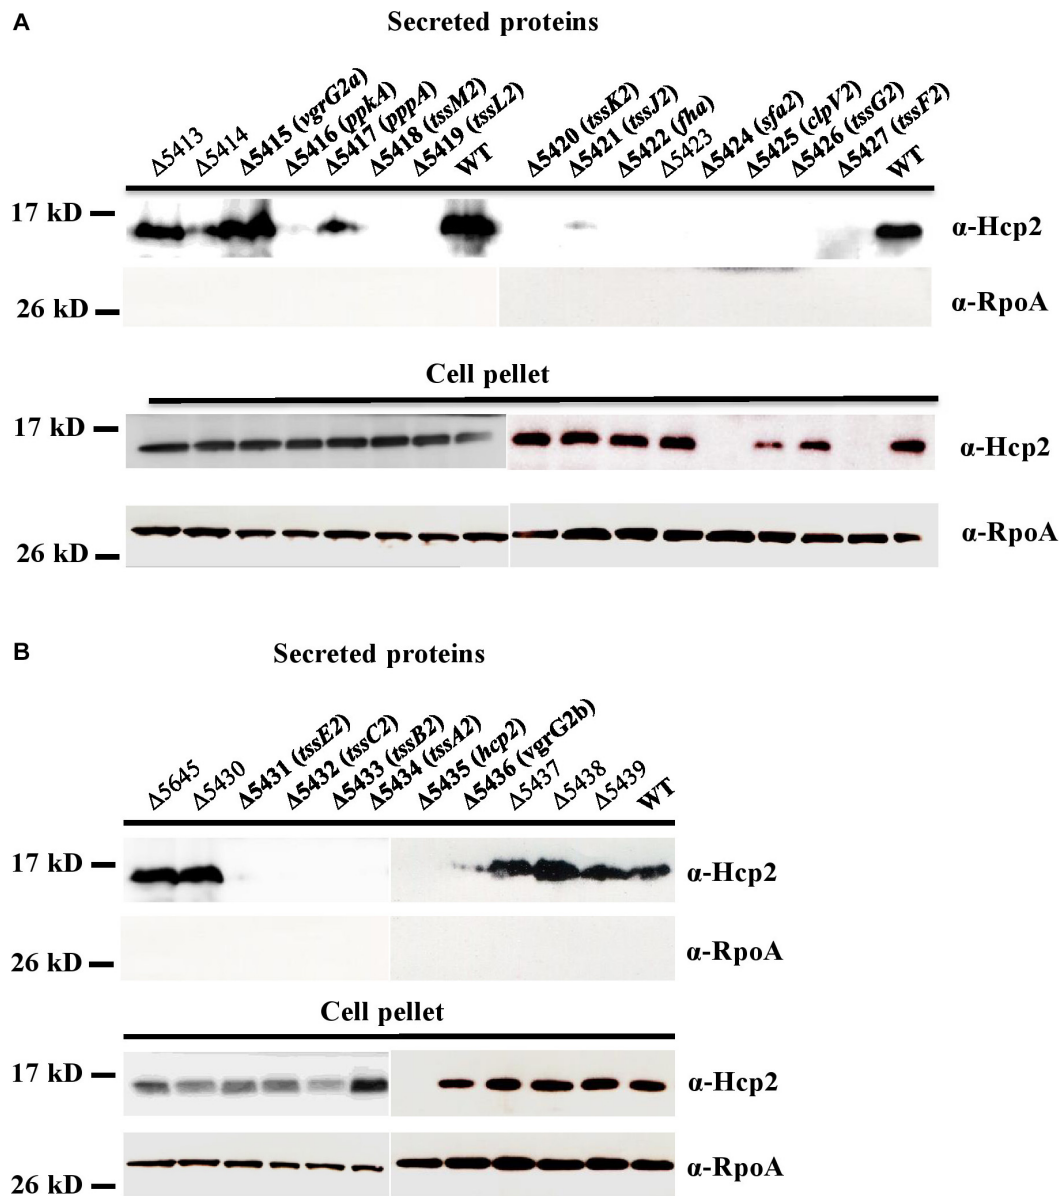 A
Secreted proteins
Δ5413
Δ5414
Δ5415 (vgrG2a)
Δ5416 (ppkA)
Δ5417 (pppA)
Δ5418 (tssM2)
Δ5419 (tssL2)
WT
Δ5420 (tssK2)
Δ5421 (tssJ2)
Δ5422 (fha)
Δ5423
Δ5424 (sfa2)
Δ5425 (clpV2)
Δ5426 (tssG2)
Δ5427 (tssF2)
WT
17 kD
α-Hcp2
26 kD
α-RpoA
Cell pellet
17 kD
α-Hcp2
26 kD
α-RpoA
B
Secreted proteins
Δ5645
Δ5430
Δ5431 (tssE2)
Δ5432 (tssC2)
Δ5433 (tssB2)
Δ5434 (tssA2)
Δ5435 (hcp2)
Δ5436 (vgrG2b)
Δ5437
Δ5438
Δ5439
WT
17 kD
α-Hcp2
26 kD
α-RpoA
Cell pellet
17 kD
α-Hcp2
26 kD
α-RpoA